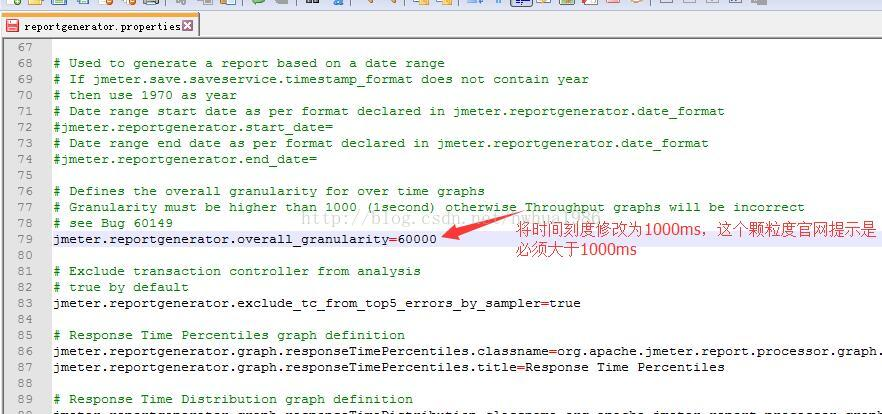 reportgenerator.properties
67
68 # Used to generate a report based on a date range
69 # If jmeter.save.saveservice.timestamp_format does not contain year
70 # then use 1970 as year
71 # Date range start date as per format declared in jmeter.reportgenerator.date_format
72 #jmeter.reportgenerator.start_date=
73 # Date range end date as per format declared in jmeter.reportgenerator.date_format
74 #jmeter.reportgenerator.end_date=
75
76 # Defines the overall granularity for over time graphs
77 # Granularity must be higher than 1000 (1second) otherwise Throughput graphs will be incorrect
78 # see Bug 60149
79 jmeter.reportgenerator.overall_granularity=60000
将时间刻度修改为1000ms，这个颗粒度官网提示是
必须大于1000ms
80
81 # Exclude transaction controller from analysis
82 # true by default
83 jmeter.reportgenerator.exclude_tc_from_top5_errors_by_sampler=true
84
85 # Response Time Percentiles graph definition
86 jmeter.reportgenerator.graph.responseTimePercentiles.classname=org.apache.jmeter.report.processor.graph.
87 jmeter.reportgenerator.graph.responseTimePercentiles.title=Response Time Percentiles
88
89 # Response Time Distribution graph definition